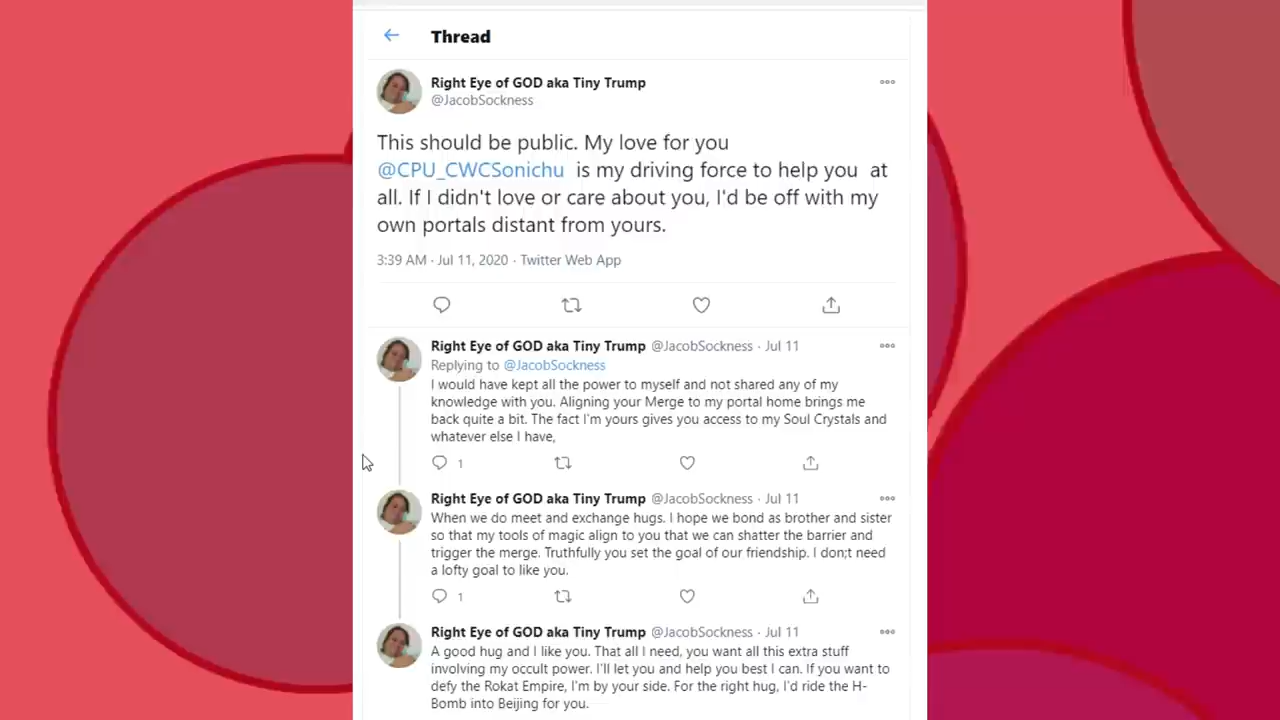 Thread
Right Eye of GOD aka Tiny Trump
@JacobSockness
This should be public. My love for you
@CPU_CWCSonichu is my driving force to help you at
all. If I didn't love or care about you, I'd be off with my
own portals distant from yours.
3:39 AM · Jul 11, 2020 · Twitter Web App
Right Eye of GOD aka Tiny Trump @JacobSockness · Jul 11
Replying to @JacobSockness
I would have kept all the power to myself and not shared any of my
knowledge with you. Aligning your Merge to my portal home brings me
back quite a bit. The fact I'm yours gives you access to my Soul Crystals and
whatever else I have,
1
Right Eye of GOD aka Tiny Trump @JacobSockness · Jul 11
When we do meet and exchange hugs. I hope we bond as brother and sister
so that my tools of magic align to you that we can shatter the barrier and
trigger the merge. Truthfully you set the goal of our friendship. I don;t need
a lofty goal to like you.
1
Right Eye of GOD aka Tiny Trump @JacobSockness · Jul 11
A good hug and I like you. That all I need, you want all this extra stuff
involving my occult power. I'll let you and help you best I can. If you want to
defy the Rokat Empire, I'm by your side. For the right hug, I'd ride the H-
Bomb into Beijing for you.